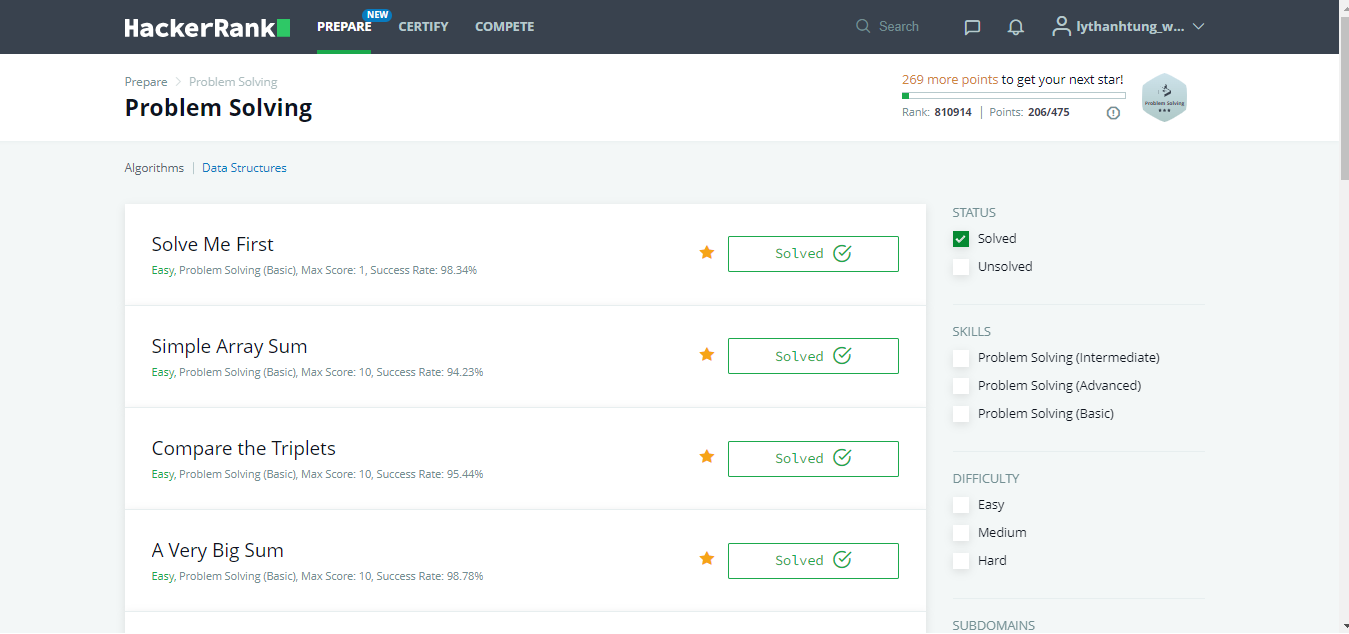 HackerRank PREPARE NEW CERTIFY COMPETE Search lythanhtung_w...
Prepare Problem Solving
Problem Solving
269 more points to get your next star!
Rank: 810914 | Points: 206/475
Problem Solving
Algorithms | Data Structures
Solve Me First
Easy, Problem Solving (Basic), Max Score: 1, Success Rate: 98.34%
Solved
Simple Array Sum
Easy, Problem Solving (Basic), Max Score: 10, Success Rate: 94.23%
Solved
Compare the Triplets
Easy, Problem Solving (Basic), Max Score: 10, Success Rate: 95.44%
Solved
A Very Big Sum
Easy, Problem Solving (Basic), Max Score: 10, Success Rate: 98.78%
Solved
STATUS
Solved
Unsolved
SKILLS
Problem Solving (Intermediate)
Problem Solving (Advanced)
Problem Solving (Basic)
DIFFICULTY
Easy
Medium
Hard
SUBDOMAINS